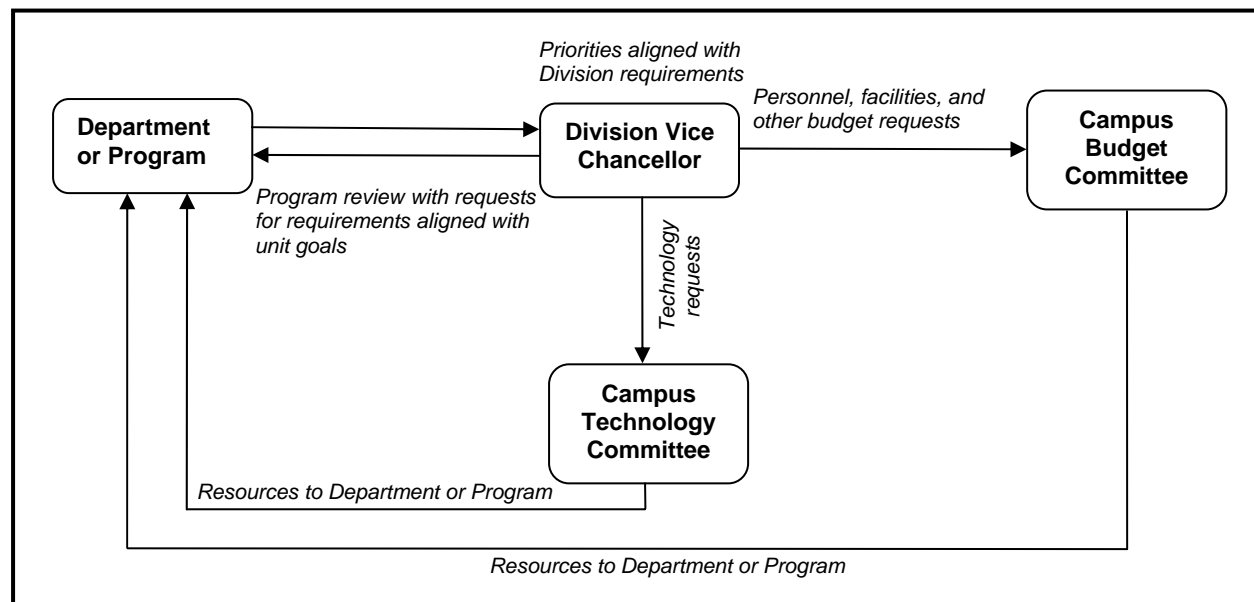 Priorities aligned with
Division requirements
Department
or Program
Division Vice
Chancellor
Personnel, facilities, and
other budget requests
Campus
Budget
Committee
Program review with requests
for requirements aligned with
unit goals
Technology
requests
Campus
Technology
Committee
Resources to Department or Program
Resources to Department or Program